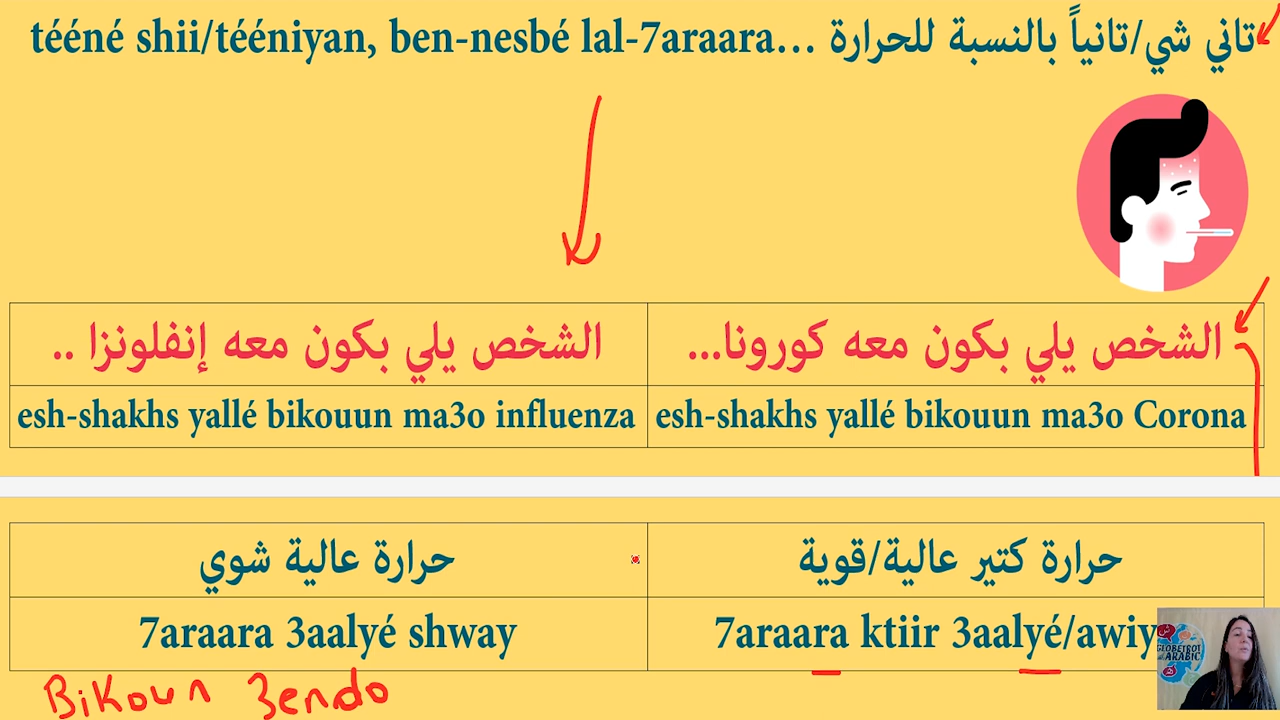 tééné shii/tééniyan, ben-nesbé lal-7araara… تاني شي/تانياً بالنسبة للحرارة
الشخص يلي بكون معه كورونا...
الشخص يلي بكون معه إنفلونزا ..
esh-shakhs yallé bikouun ma3o Corona
esh-shakhs yallé bikouun ma3o influenza
حرارة كتير عالية/قوية
حرارة عالية شوي
7araara ktiir 3aalyé/awiy
7araara 3aalyé shway
Bikoun 3endo
GLOBETROT
ARABIC